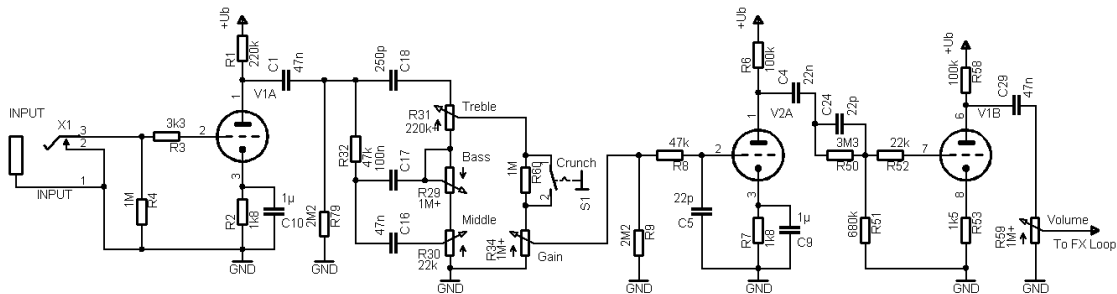 INPUT
X1
3
2
1
INPUT
1M
R4
3k3
R3
2
+Ub
R1
220k
1
V1A
3
R2
1k8
1µ
C10
GND
C1
47n
2M2
R79
GND
250p
C18
R32
47k
100n
C17
47n
C16
R31
220k+
Treble
Bass
R29
1M+
Middle
R30
22k
GND
1M
R60
1
2
Crunch
S1
R34
1M+
Gain
2M2
R9
GND
47k
R8
22p
C5
2
+Ub
R6
100k
1
V2A
3
R7
1k8
1µ
C9
GND
C4
22n
C24
22p
3M3
R50
680k
R51
22k
R52
7
+Ub
100k
R58
6
V1B
8
1k5
R53
GND
C29
47n
R59
1M+
Volume
To FX Loop
GND